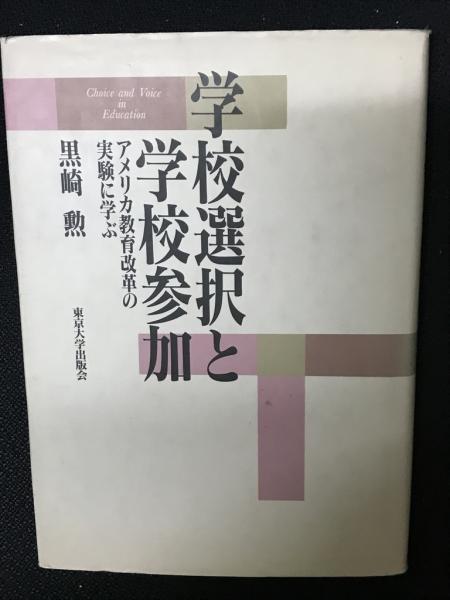 学校選択と
学校参加
アメリカ教育改革の
実験に学ぶ
黒崎 勲
Choice and Voice
in
Education
東京大学出版会